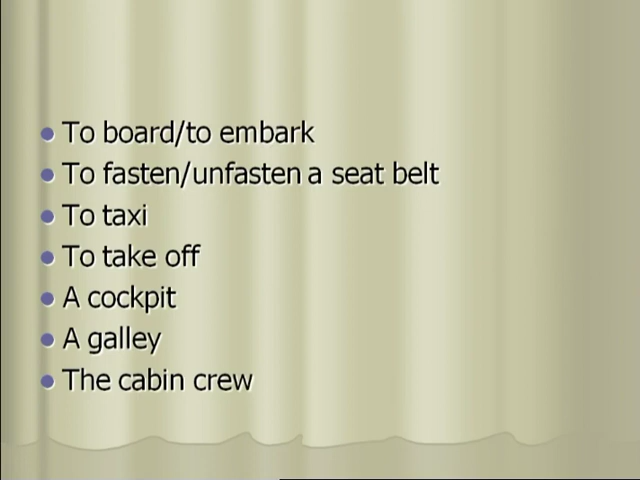 To board/to embark
To fasten/unfasten a seat belt
To taxi
To take off
A cockpit
A galley
The cabin crew